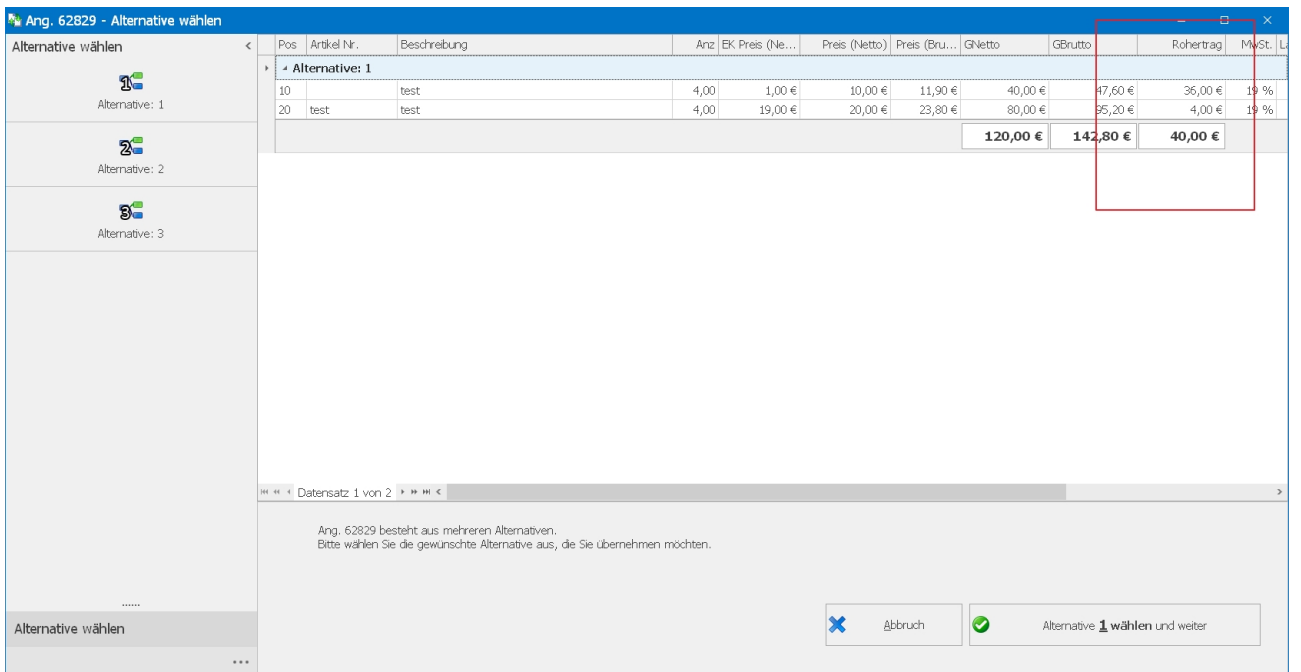 Ang. 62829 - Alternative wählen
Alternative wählen
Alternative: 1
Alternative: 2
Alternative: 3
Pos Artikel Nr. Beschreibung Anz EK Preis (Ne... Preis (Netto) Preis (Bru... GNetto GBrutto Rohertrag MwSt.
Alternative: 1
10 test 4,00 1,00 € 10,00 € 11,90 € 40,00 € 47,60 € 36,00 € 19 %
20 test test 4,00 19,00 € 20,00 € 23,80 € 80,00 € 95,20 € 4,00 € 19 %
120,00 € 142,80 € 40,00 €
Datensatz 1 von 2
Ang. 62829 besteht aus mehreren Alternativen.
Bitte wählen Sie die gewünschte Alternative aus, die Sie übernehmen möchten.
Alternative wählen
Abbruch
Alternative 1 wählen und weiter